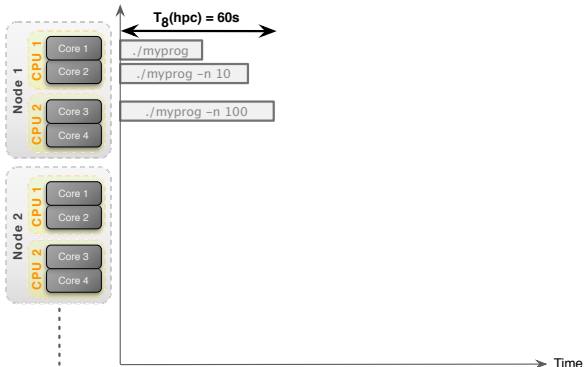 T8(hpc) = 60s
Node 1
CPU 1
Core 1
./myprog
Core 2
./myprog –n 10
CPU 2
Core 3
./myprog –n 100
Core 4
Node 2
CPU 1
Core 1
Core 2
CPU 2
Core 3
Core 4
Time